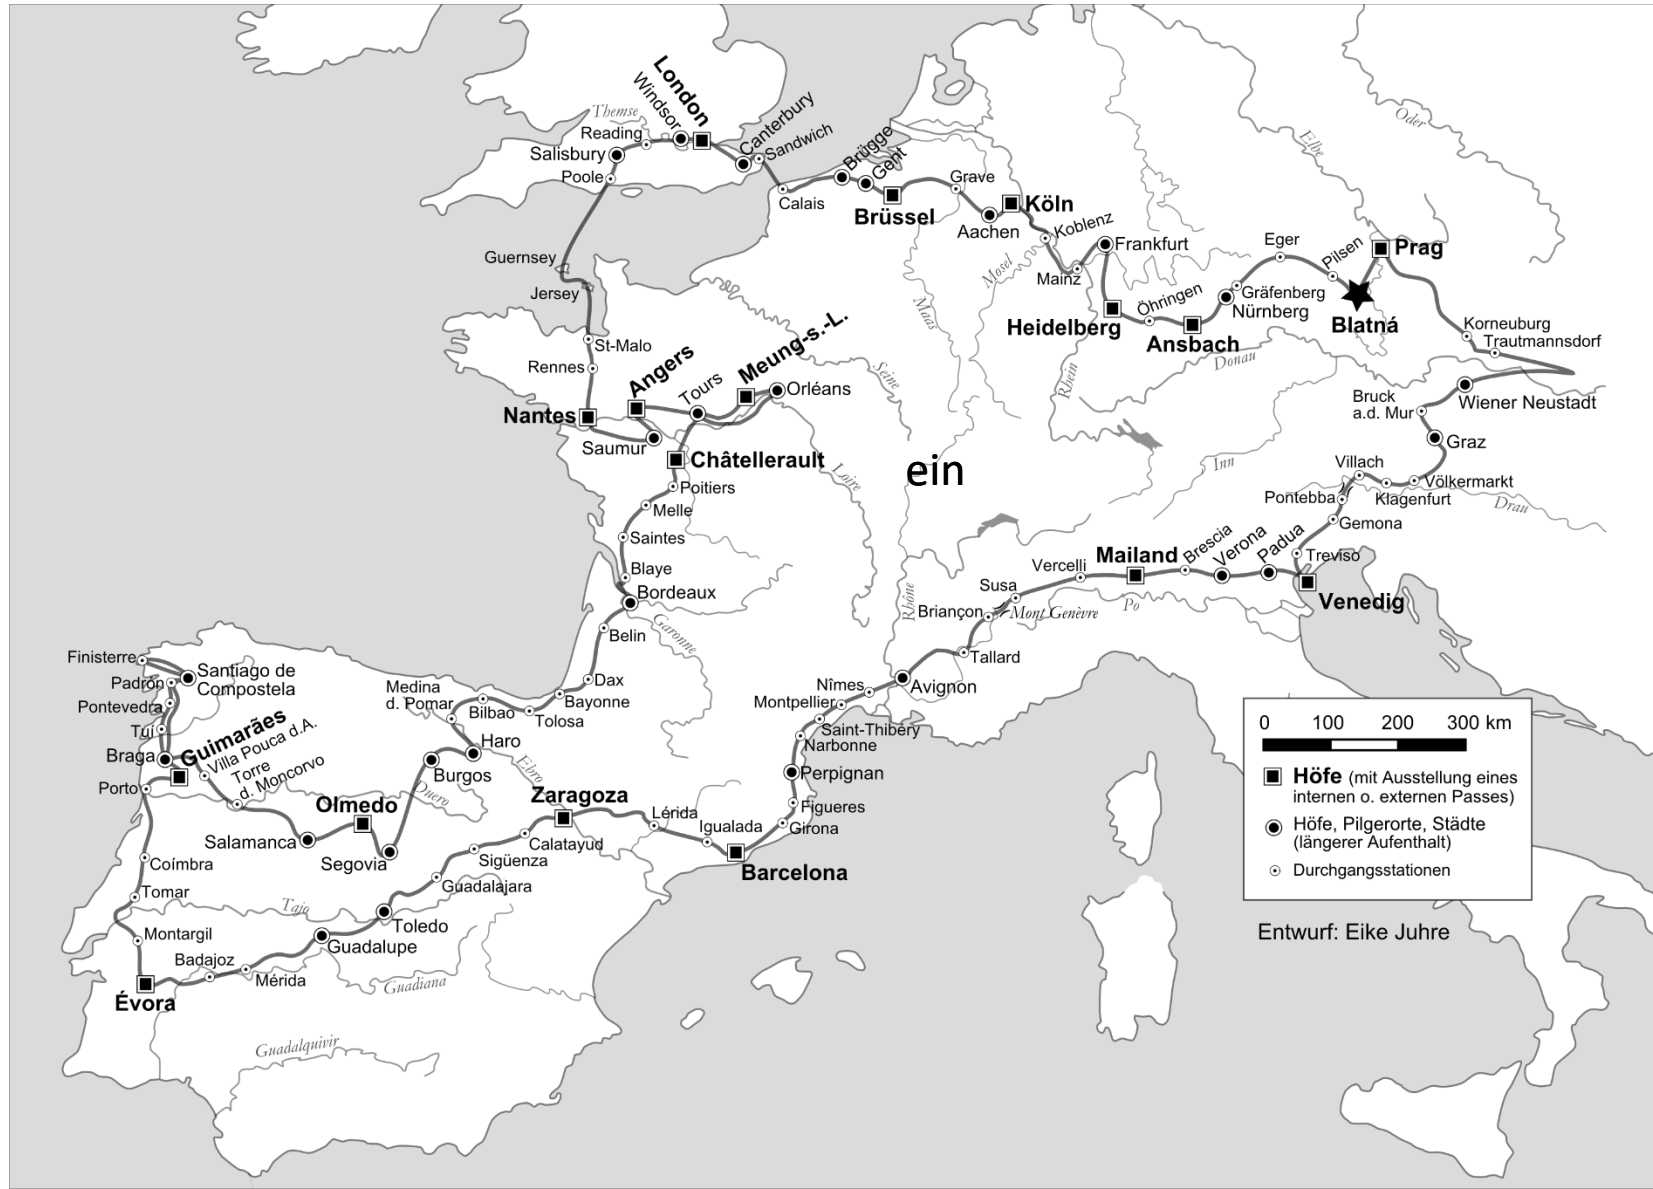 London
Windsor
Themse
Reading
Salisbury
Poole
Canterbury
Sandwich
Calais
Brügge
Gent
Brüssel
Grave
Aachen
Köln
Koblenz
Mosel
Mainz
Frankfurt
Maas
Rhein
Heidelberg
Öhringen
Ansbach
Nürnberg
Gräfenberg
Eger
Pilsen
Prag
Blatná
Elbe
Oder
Donau
Korneuburg
Trautmannsdorf
Wiener Neustadt
Bruck
a.d. Mur
Graz
Völkermarkt
Klagenfurt
Villach
Drau
Pontebba
Gemona
Treviso
Inn
Guernsey
Jersey
St-Malo
Rennes
Nantes
Angers
Saumur
Tours
Meung-s.-L.
Orléans
Seine
Loire
Châtellerault
Poitiers
Melle
Saintes
Blaye
Bordeaux
Garonne
Belin
Dax
Bayonne
Tolosa
Bilbao
Medina
d. Pomar
Haro
Burgos
Ebro
Duero
ein
Rhône
Mailand
Brescia
Verona
Padua
Venedig
Vercelli
Susa
Po
Mont Genèvre
Briançon
Tallard
Avignon
Nîmes
Montpellier
Saint-Thibéry
Narbonne
Perpignan
Figueres
Girona
Finisterre
Santiago de
Compostela
Padrón
Pontevedra
Tui
Braga
Guimarães
Villa Pouca d.A.
Torre
d. Moncorvo
Porto
Olmedo
Salamanca
Segovia
Zaragoza
Lérida
Igualada
Barcelona
Calatayud
Sigüenza
Guadalajara
Coímbra
Tomar
Tajo
Toledo
Guadalupe
Montargil
Badajoz
Mérida
Évora
Guadiana
Guadalquivir
0 100 200 300 km
Höfe (mit Ausstellung eines
internen o. externen Passes)
Höfe, Pilgerorte, Städte
(längerer Aufenthalt)
Durchgangsstationen
Entwurf: Eike Juhre